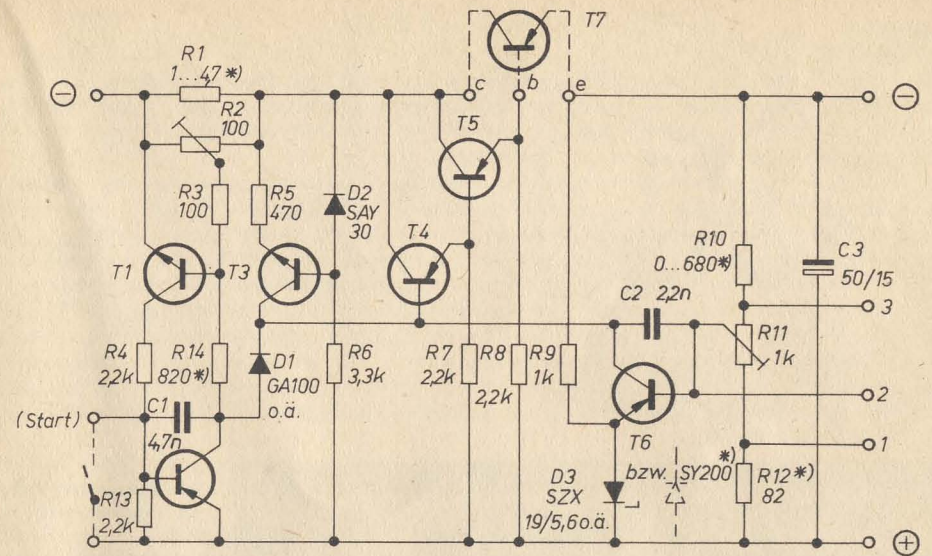 T7
R1
1...4,7 *)
c
b
e
⊖
⊖
R2
100
T5
R3
100
R5
470
D2
SAY
30
T4
R10
0...680*)
C3
50/15
T1
T3
C2 2,2n
3
R11
1k
R4
2,2k
R14
820*)
D1
GA100
o.ä.
R6
3,3k
R7
2,2k
R8
2,2k
R9
1k
2
(Start)
C1
4,7n
T6
1
R13
2,2k
D3
SZX
19/5,6 o.ä.
bzw.
SY200
*)
R12*)
82
⊕